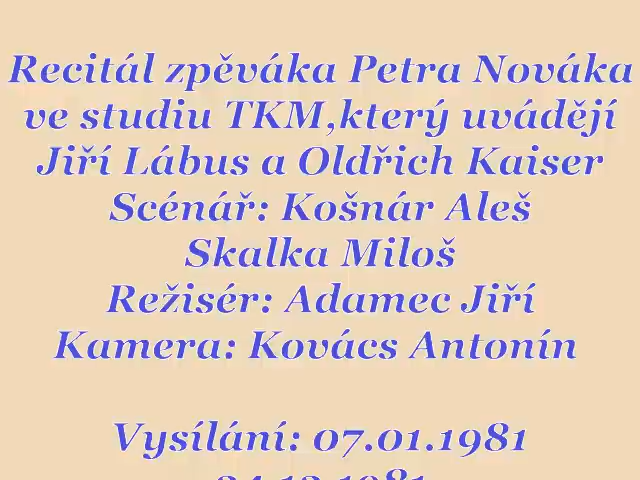 Recitál zpěváka Petra Nováka
ve studiu TKM,který uvádějí
Jiří Lábus a Oldřich Kaiser
Scénář: Košnár Aleš
Skalka Miloš
Režisér: Adamec Jiří
Kamera: Kovács Antonín
Vysílání: 07.01.1981